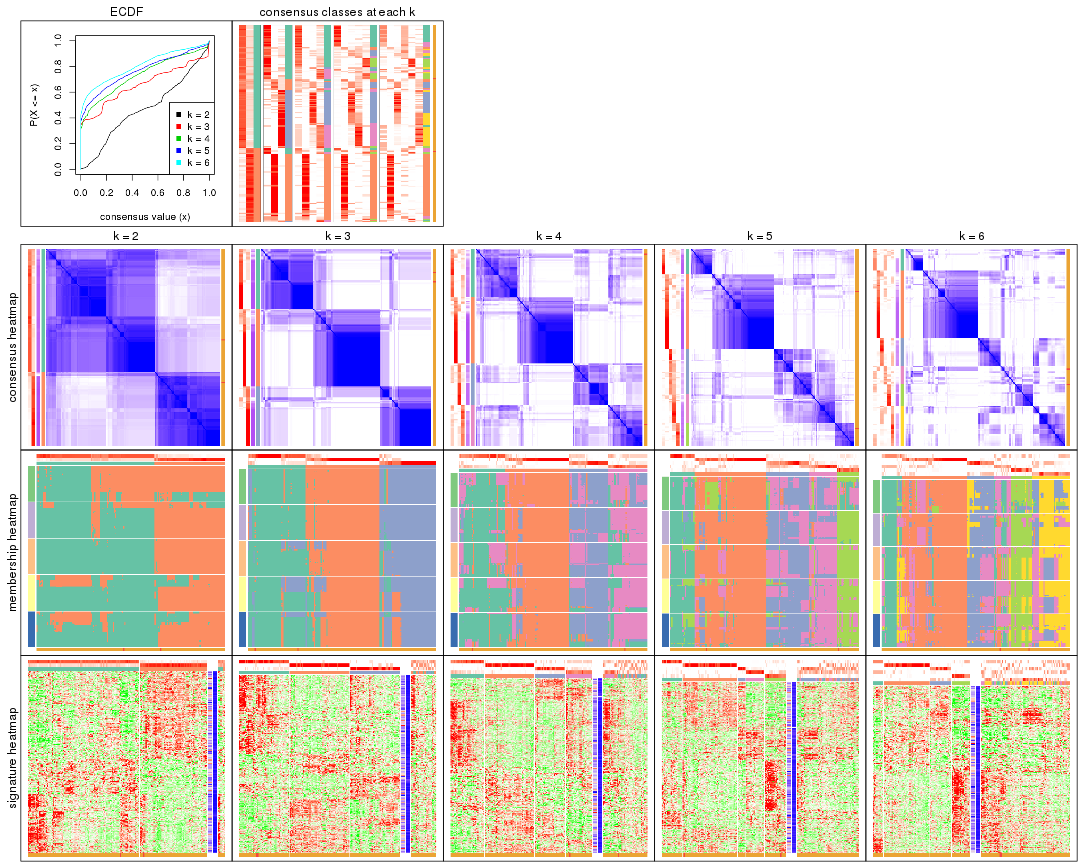 ECDF
consensus classes at each k
P(X <= x)
0.0 0.2 0.4 0.6 0.8 1.0
k = 2
k = 3
k = 4
k = 5
k = 6
0.0 0.2 0.4 0.6 0.8 1.0
consensus value (x)
k = 2 k = 3 k = 4 k = 5 k = 6
consensus heatmap
membership heatmap
signature heatmap